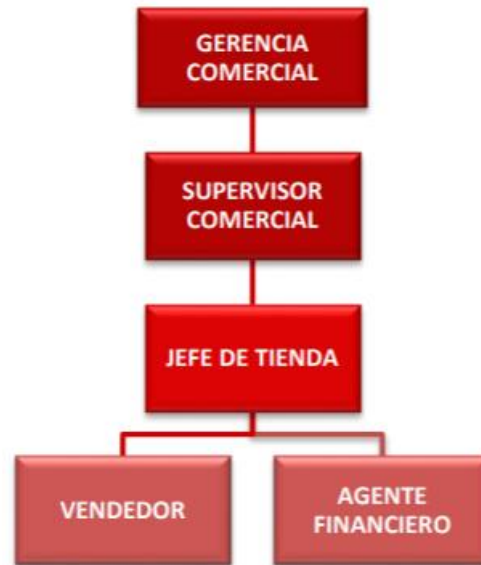 GERENCIA
COMERCIAL
SUPERVISOR
COMERCIAL
JEFE DE TIENDA
VENDEDOR
AGENTE
FINANCIERO